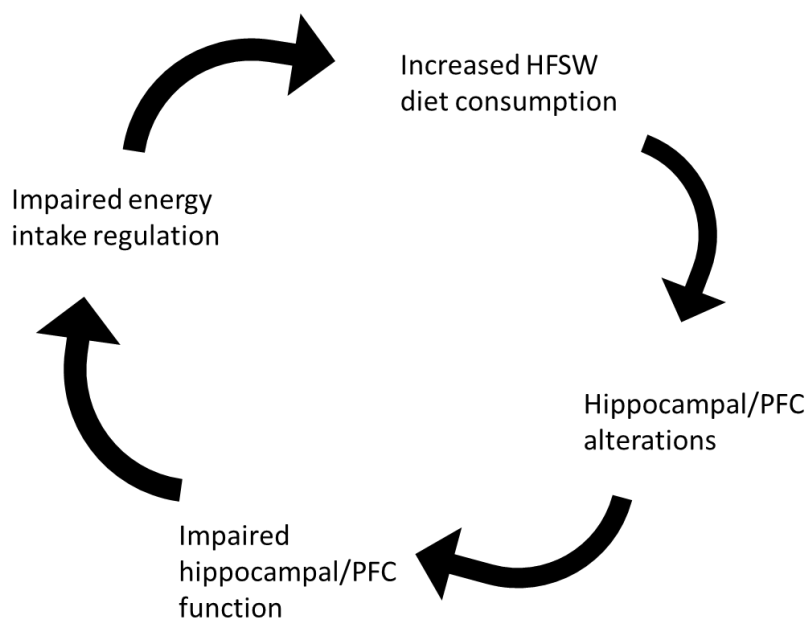 Increased HFSW
diet consumption
Hippocampal/PFC
alterations
Impaired
hippocampal/PFC
function
Impaired energy
intake regulation